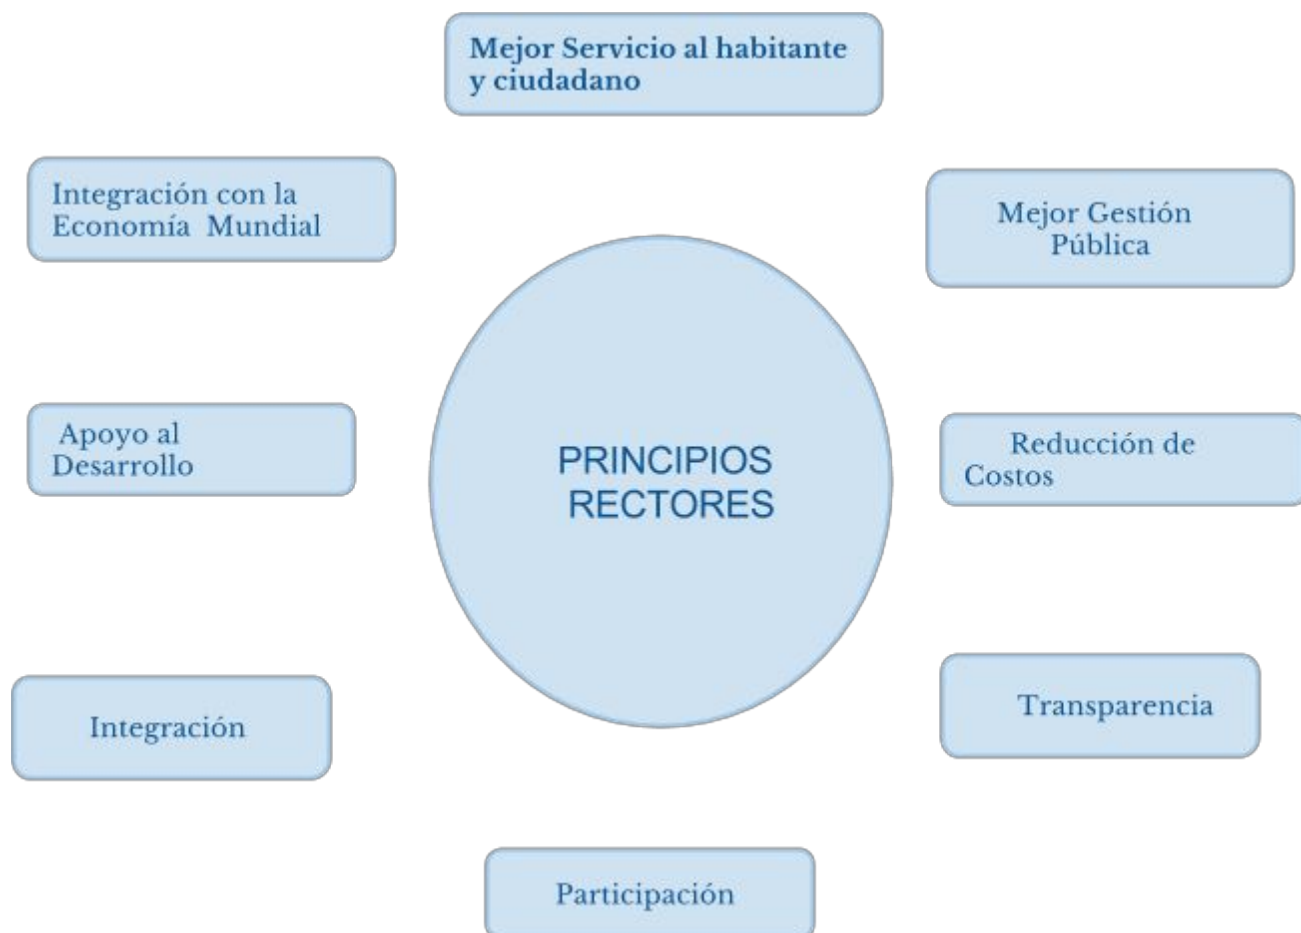 Mejor Servicio al habitante
y ciudadano
Integración con la
Economía Mundial
Mejor Gestión
Pública
Apoyo al
Desarrollo
PRINCIPIOS
RECTORES
Reducción de
Costos
Integración
Transparencia
Participación